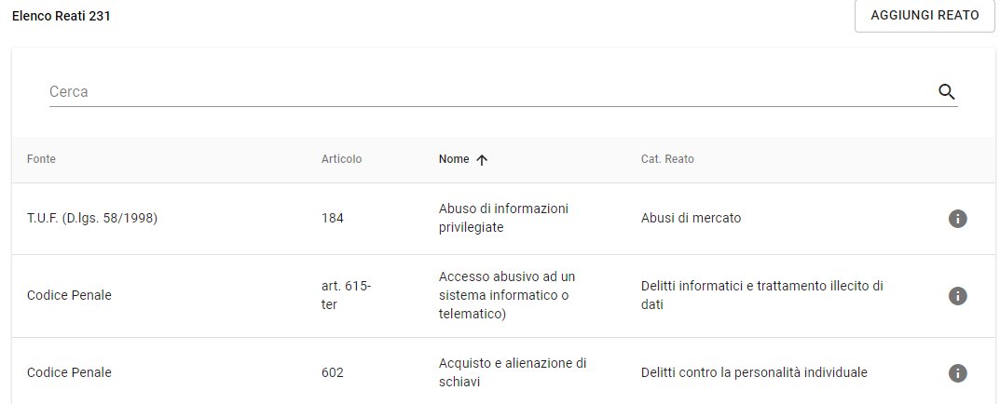 Elenco Reati 231
AGGIUNGI REATO
Cerca
Fonte
Articolo
Nome
Cat. Reato
T.U.F. (D.lgs. 58/1998)
184
Abuso di informazioni
privilegiate
Abusi di mercato
Codice Penale
art. 615-
ter
Accesso abusivo ad un
sistema informatico o
telematico)
Delitti informatici e trattamento illecito di
dati
Codice Penale
602
Acquisto e alienazione di
schiavi
Delitti contro la personalità individuale